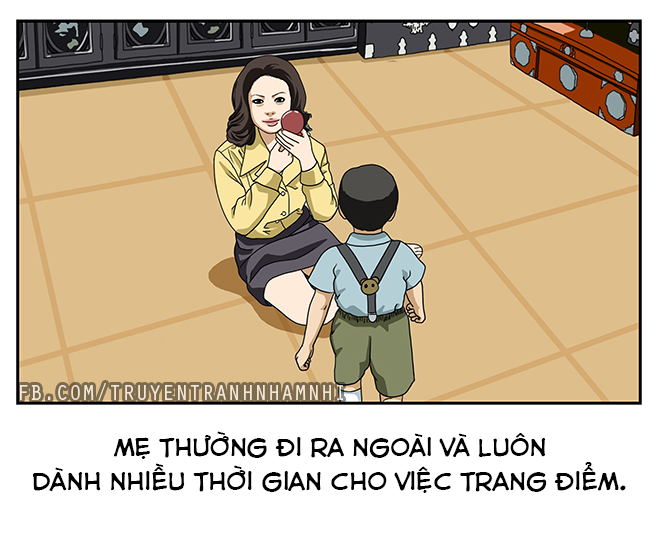 FB.COM/TRUYENTRANHNHAMNHI
MẸ THƯỜNG ĐI RA NGOÀI VÀ LUÔN
DÀNH NHIỀU THỜI GIAN CHO VIỆC TRANG ĐIỂM.